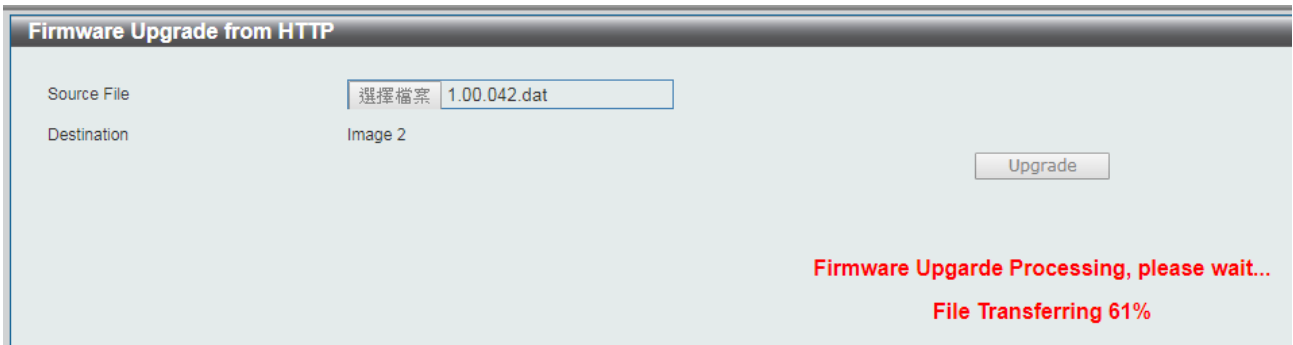 Firmware Upgrade from HTTP
Source File 選擇檔案 1.00.042.dat
Destination Image 2
Upgrade
Firmware Upgarde Processing, please wait...
File Transferring 61%